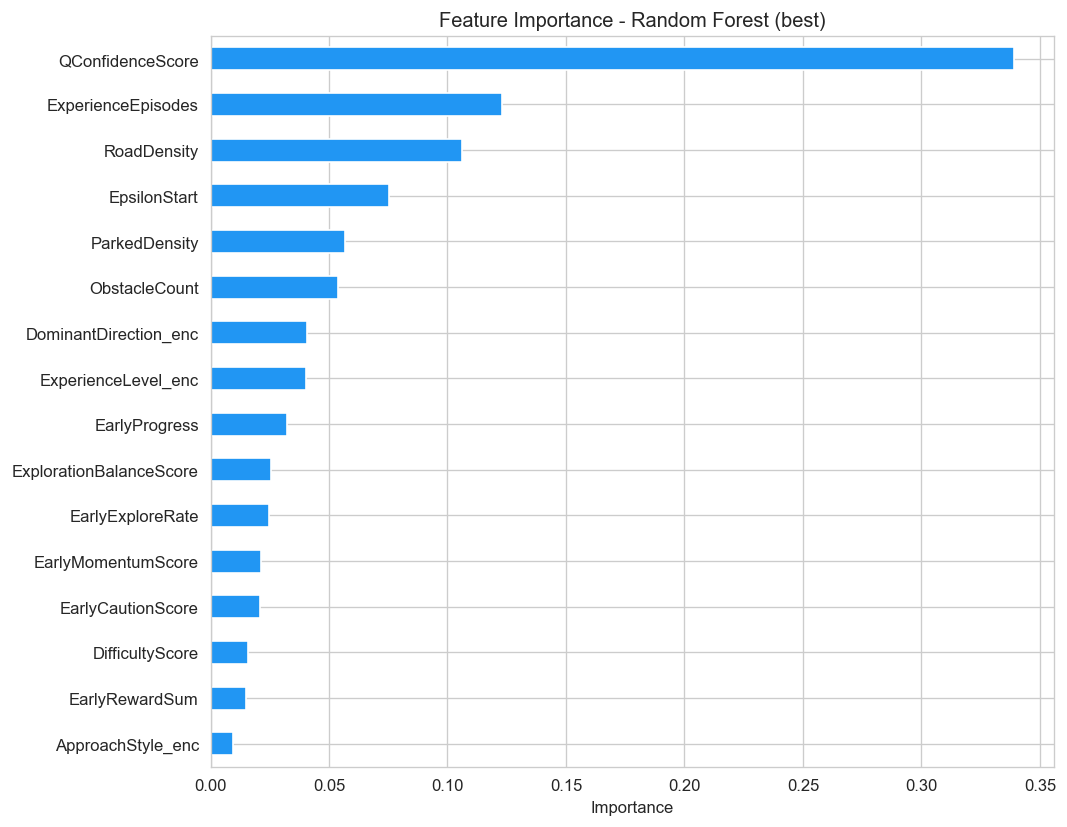 Feature Importance - Random Forest (best)
QConfidenceScore
ExperienceEpisodes
RoadDensity
EpsilonStart
ParkedDensity
ObstacleCount
DominantDirection_enc
ExperienceLevel_enc
EarlyProgress
ExplorationBalanceScore
EarlyExploreRate
EarlyMomentumScore
EarlyCautionScore
DifficultyScore
EarlyRewardSum
ApproachStyle_enc
0.00 0.05 0.10 0.15 0.20 0.25 0.30 0.35
Importance